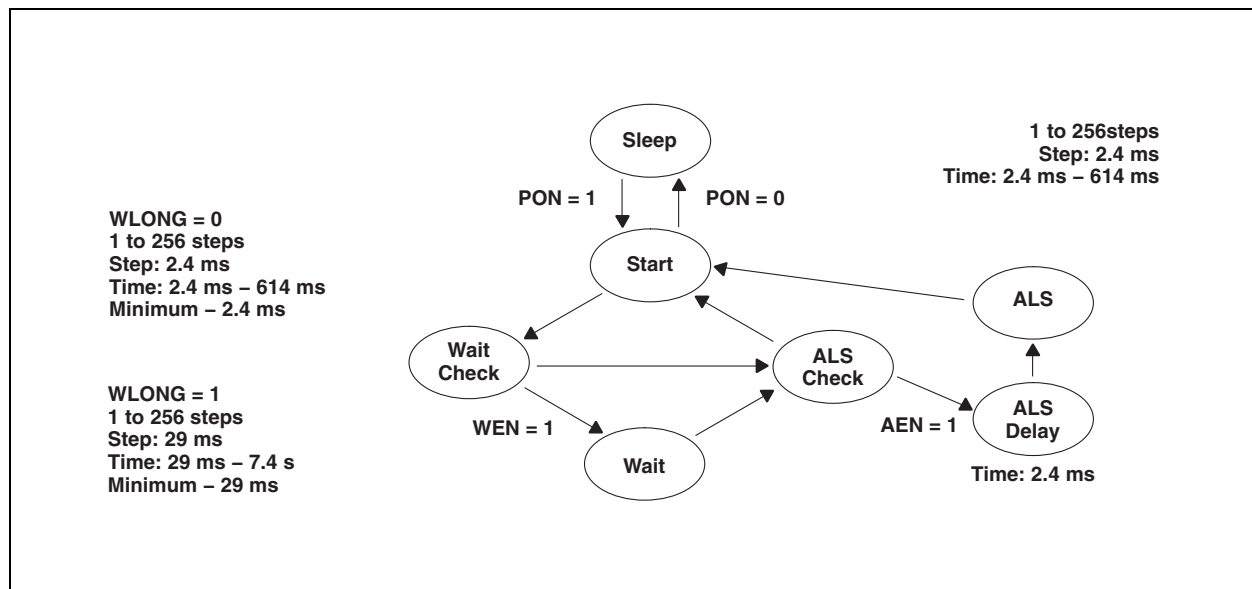 Sleep
1 to 256steps
Step: 2.4 ms
Time: 2.4 ms – 614 ms
PON = 1
PON = 0
WLONG = 0
1 to 256 steps
Step: 2.4 ms
Time: 2.4 ms – 614 ms
Minimum – 2.4 ms
Start
ALS
Wait
Check
ALS
Check
WLONG = 1
1 to 256 steps
Step: 29 ms
Time: 29 ms – 7.4 s
Minimum – 29 ms
WEN = 1
AEN = 1
ALS
Delay
Wait
Time: 2.4 ms